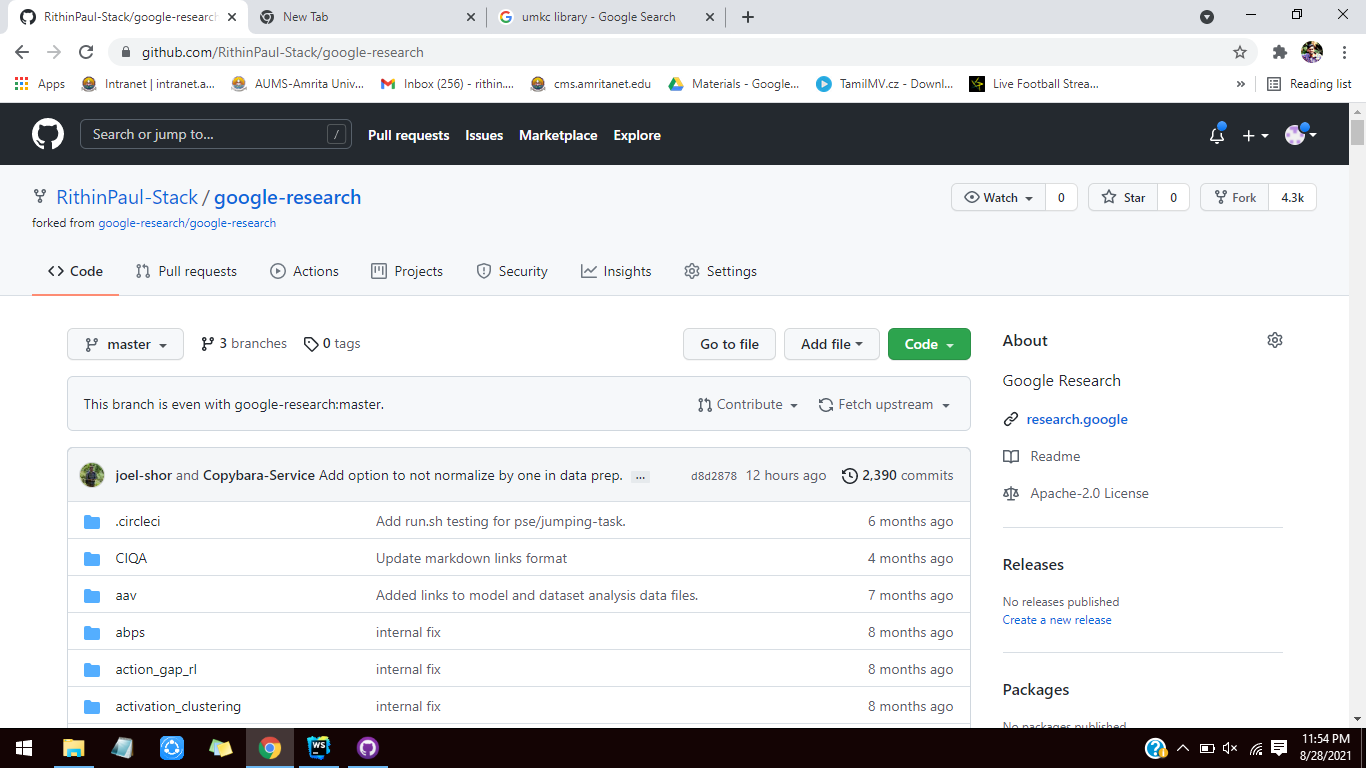 RithinPaul-Stack/google-research
New Tab
umkc library - Google Search
github.com/RithinPaul-Stack/google-research
Apps
Intranet | intranet.a...
AUMS-Amrita Univ...
Inbox (256) - rithin....
cms.amritanet.edu
Materials - Google...
TamilMV.cz - Downl...
Live Football Strea...
»
Reading list
Search or jump to...
/
Pull requests
Issues
Marketplace
Explore
RithinPaul-Stack / google-research
forked from google-research/google-research
Watch 0
Star 0
Fork 4.3k
Code
Pull requests
Actions
Projects
Security
Insights
Settings
master
3 branches
0 tags
Go to file
Add file
Code
This branch is even with google-research:master.
Contribute
Fetch upstream
joel-shor and Copybara-Service Add option to not normalize by one in data prep. ...
d8d2878 12 hours ago
2,390 commits
.circleci Add run.sh testing for pse/jumping-task. 6 months ago
CIQA Update markdown links format 4 months ago
aav Added links to model and dataset analysis data files. 7 months ago
abps internal fix 8 months ago
action_gap_rl internal fix 8 months ago
activation_clustering internal fix 8 months ago
About
Google Research
research.google
Readme
Apache-2.0 License
Releases
No releases published
Create a new release
Packages
No packages published
WS
11:54 PM
8/28/2021